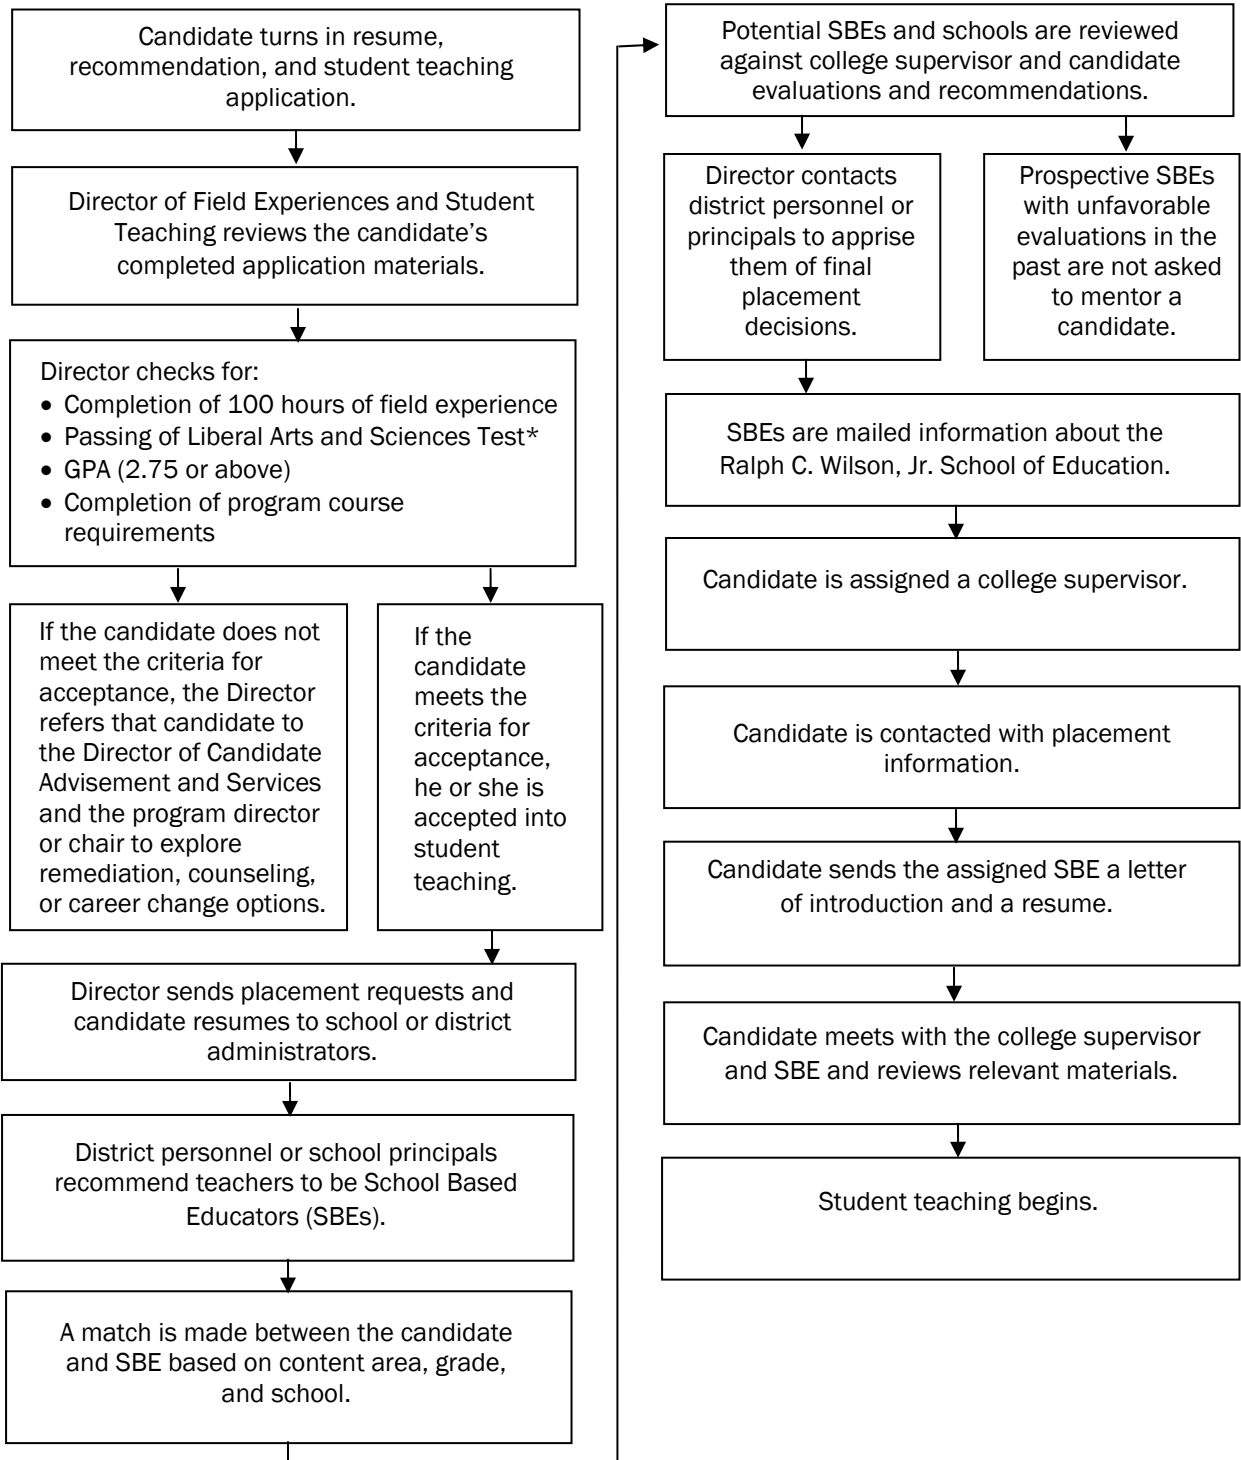 Candidate turns in resume,
recommendation, and student teaching
application.
Director of Field Experiences and Student
Teaching reviews the candidate's
completed application materials.
Director checks for:
• Completion of 100 hours of field experience
• Passing of Liberal Arts and Sciences Test*
• GPA (2.75 or above)
• Completion of program course
requirements
If the candidate does not
meet the criteria for
acceptance, the Director
refers that candidate to
the Director of Candidate
Advisement and Services
and the program director
or chair to explore
remediation, counseling,
or career change options.
If the
candidate
meets the
criteria for
acceptance,
he or she is
accepted into
student
teaching.
Director sends placement requests and
candidate resumes to school or district
administrators.
District personnel or school principals
recommend teachers to be School Based
Educators (SBEs).
A match is made between the candidate
and SBE based on content area, grade,
and school.
Potential SBEs and schools are reviewed
against college supervisor and candidate
evaluations and recommendations.
Director contacts
district personnel or
principals to apprise
them of final
placement
decisions.
Prospective SBEs
with unfavorable
evaluations in the
past are not asked
to mentor a
candidate.
SBEs are mailed information about the
Ralph C. Wilson, Jr. School of Education.
Candidate is assigned a college supervisor.
Candidate is contacted with placement
information.
Candidate sends the assigned SBE a letter
of introduction and a resume.
Candidate meets with the college supervisor
and SBE and reviews relevant materials.
Student teaching begins.